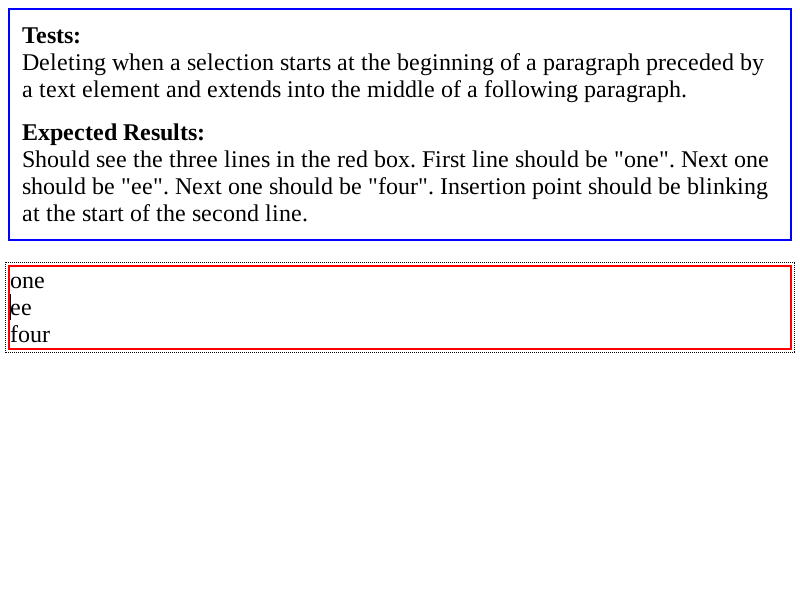 Tests:
Deleting when a selection starts at the beginning of a paragraph preceded by
a text element and extends into the middle of a following paragraph.
Expected Results:
Should see the three lines in the red box. First line should be "one". Next one
should be "ee". Next one should be "four". Insertion point should be blinking
at the start of the second line.
one
ee
four